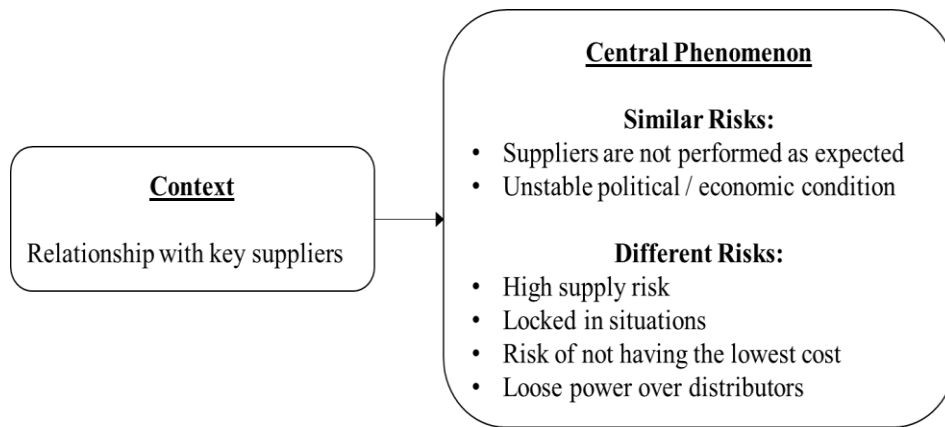 Context
Relationship with key suppliers
Central Phenomenon
Similar Risks:
• Suppliers are not performed as expected
• Unstable political / economic condition
Different Risks:
• High supply risk
• Locked in situations
• Risk of not having the lowest cost
• Loose power over distributors